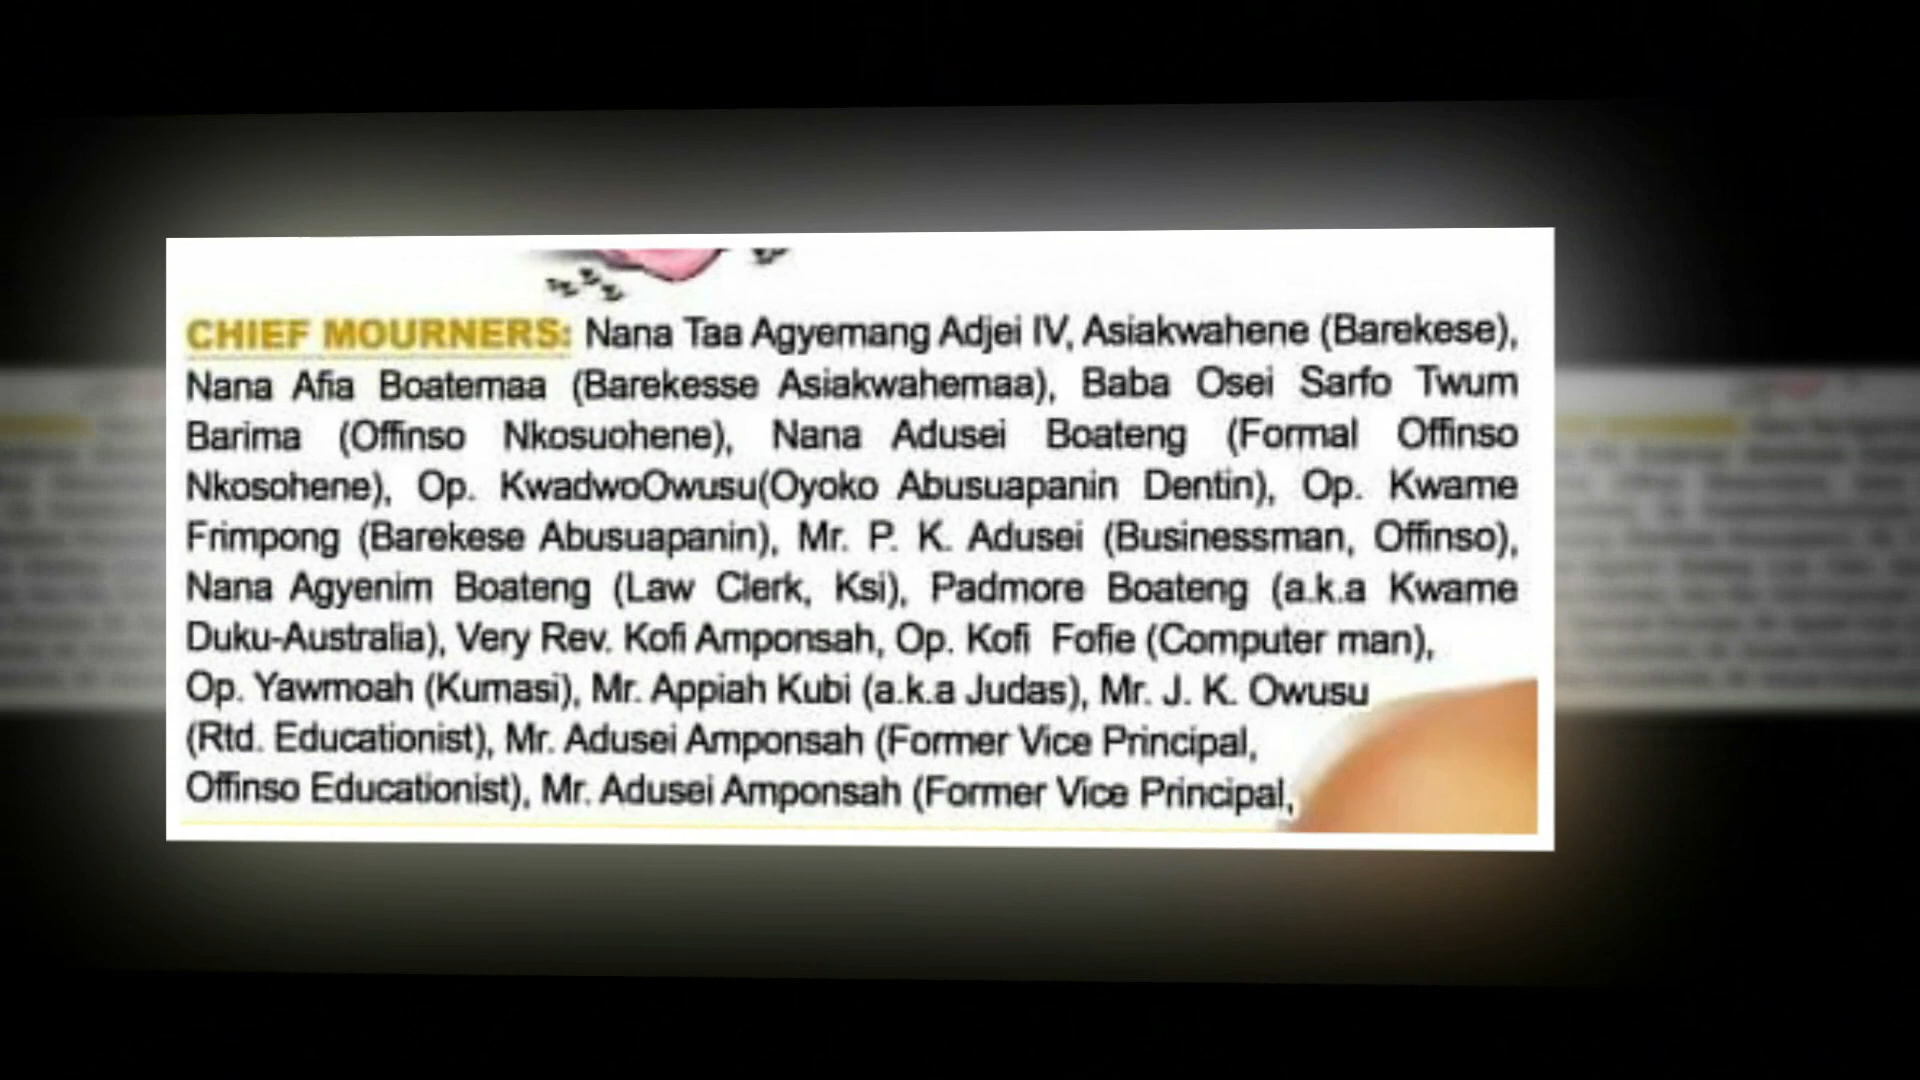 CHIEF MOURNERS: Nana Taa Agyemang Adjei IV, Asiakwahene (Barekese),
Nana Afia Boatemaa (Barekesse Asiakwahemaa), Baba Osei Sarfo Twum
Barima (Offinso Nkosuohene), Nana Adusei Boateng (Formal Offinso
Nkosohene), Op. KwadwoOwusu(Oyoko Abusuapanin Dentin), Op. Kwame
Frimpong (Barekese Abusuapanin), Mr. P. K. Adusei (Businessman, Offinso),
Nana Agyenim Boateng (Law Clerk, Ksi), Padmore Boateng (a.k.a Kwame
Duku-Australia), Very Rev. Kofi Amponsah, Op. Kofi Fofie (Computer man),
Op. Yawmoah (Kumasi), Mr. Appiah Kubi (a.k.a Judas), Mr. J. K. Owusu
(Rtd. Educationist), Mr. Adusei Amponsah (Former Vice Principal,
Offinso Educationist), Mr. Adusei Amponsah (Former Vice Principal,